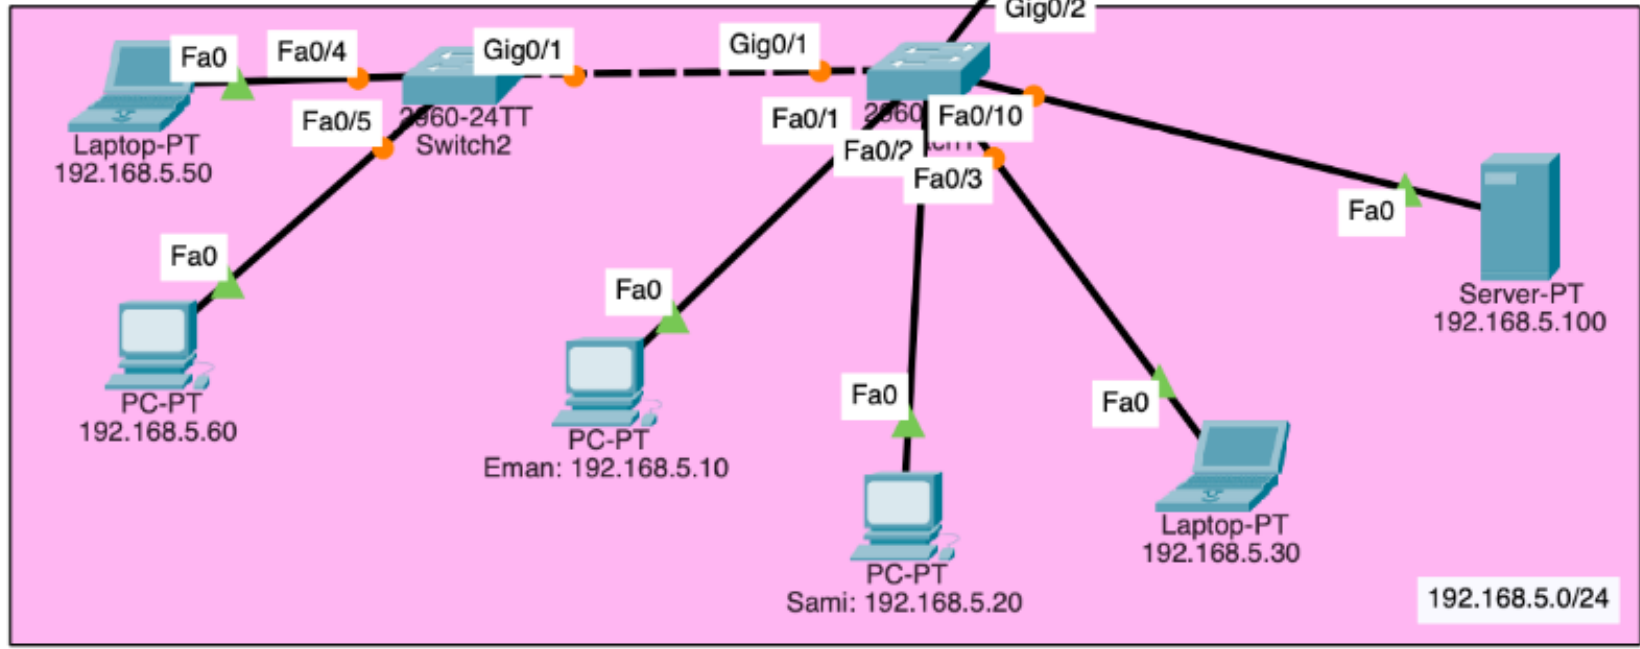 Gig0/2
Fa0
Fa0/4
Gig0/1
Gig0/1
Fa0/5
2960-24TT
Switch2
Laptop-PT
192.168.5.50
Fa0/1
2960
Fa0/10
Fa0/2
Fa0/3
Fa0
Server-PT
192.168.5.100
Fa0
PC-PT
192.168.5.60
Fa0
PC-PT
Eman: 192.168.5.10
Fa0
PC-PT
Sami: 192.168.5.20
Fa0
Laptop-PT
192.168.5.30
192.168.5.0/24